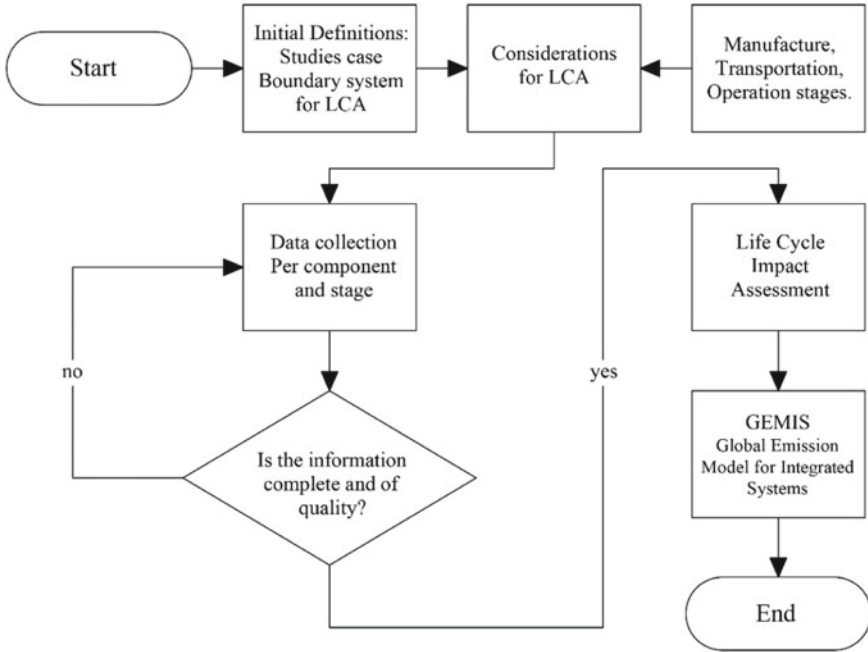 Start
Initial Definitions:
Studies case
Boundary system
for LCA
Considerations
for LCA
Manufacture,
Transportation,
Operation stages.
Data collection
Per component
and stage
Life Cycle
Impact
Assessment
no
yes
Is the information
complete and of
quality?
GEMIS
Global Emission
Model for Integrated
Systems
End